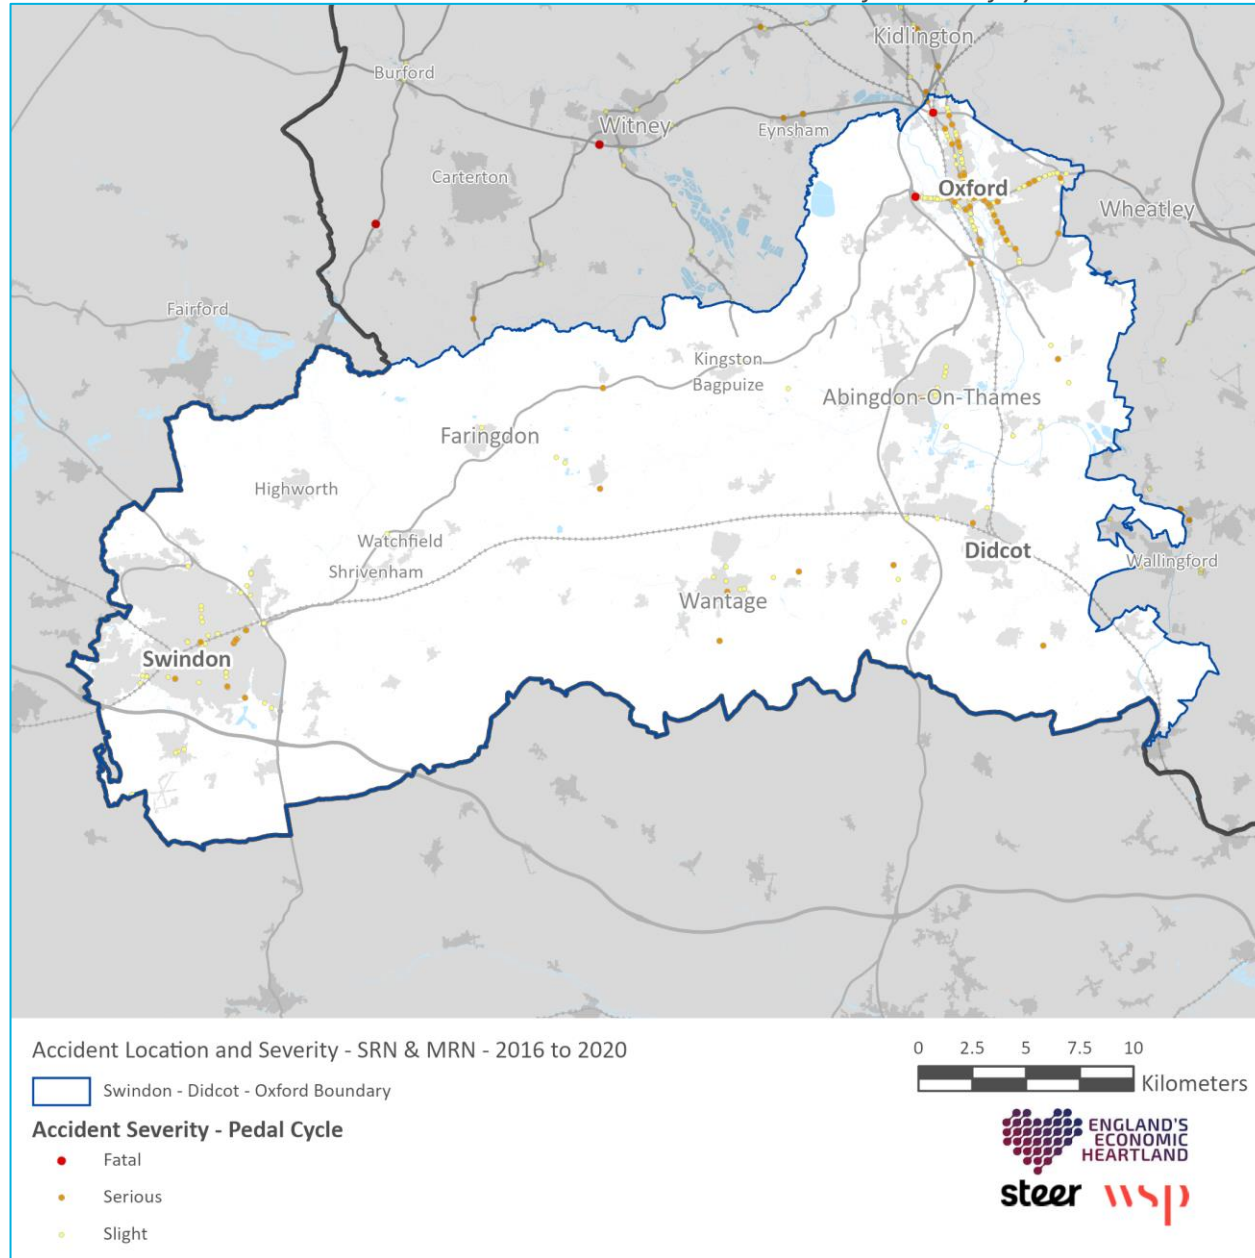 Kidlington
Burford
Witney
Eynsham
Carterton
Oxford
Wheatley
Fairford
Kingston
Bagpuize
Abingdon-On-Thames
Faringdon
Highworth
Watchfield
Didcot
Shrivenham
Wallingford
Wantage
Swindon
Accident Location and Severity - SRN & MRN - 2016 to 2020
Swindon - Didcot - Oxford Boundary
Accident Severity - Pedal Cycle
Fatal
Serious
Slight
0 2.5 5 7.5 10
Kilometers
ENGLAND'S
ECONOMIC
HEARTLAND
steer wsp